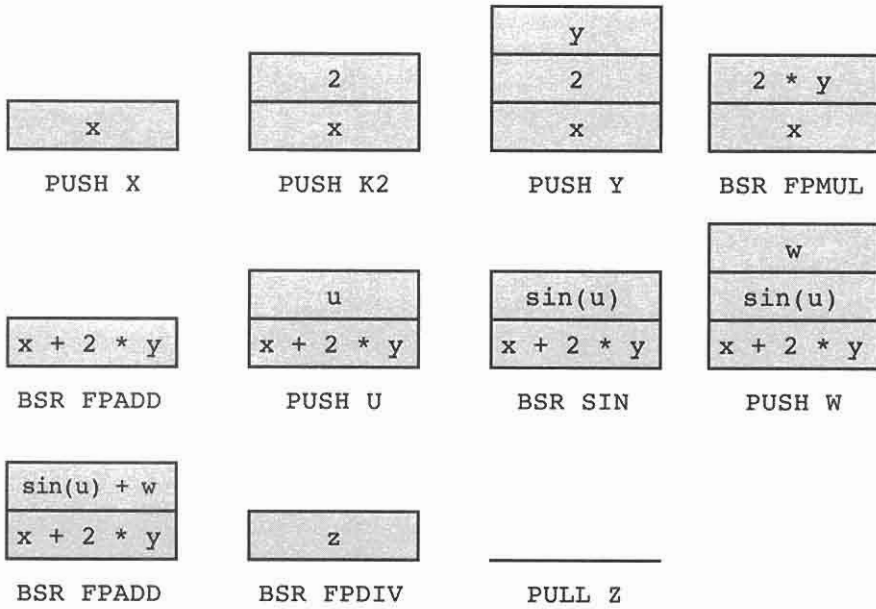 x
PUSH X
2
x
PUSH K2
y
2
x
PUSH Y
2 * y
x
BSR FPMUL
x + 2 * y
BSR FPADD
u
x + 2 * y
PUSH U
sin(u)
x + 2 * y
BSR SIN
w
sin(u)
x + 2 * y
PUSH W
sin(u) + w
x + 2 * y
BSR FPADD
z
BSR FPDIV
PULL Z